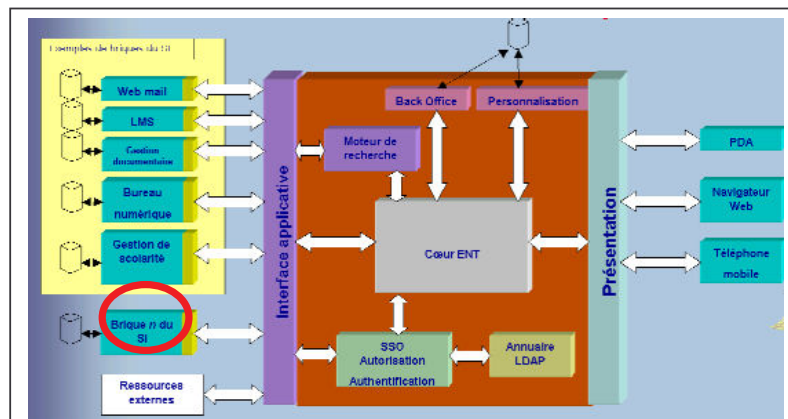 Exemples de briques du SI
Web mail
LMS
Gestion
documentaire
Bureau
numérique
Gestion de
scolarité
Brique n du
SI
Ressources
externes
Interface applicative
Back Office
Personnalisation
Moteur de
recherche
Cœur ENT
SSO
Autorisation
Authentification
Annuaire
LDAP
Présentation
PDA
Navigateur
Web
Téléphone
mobile